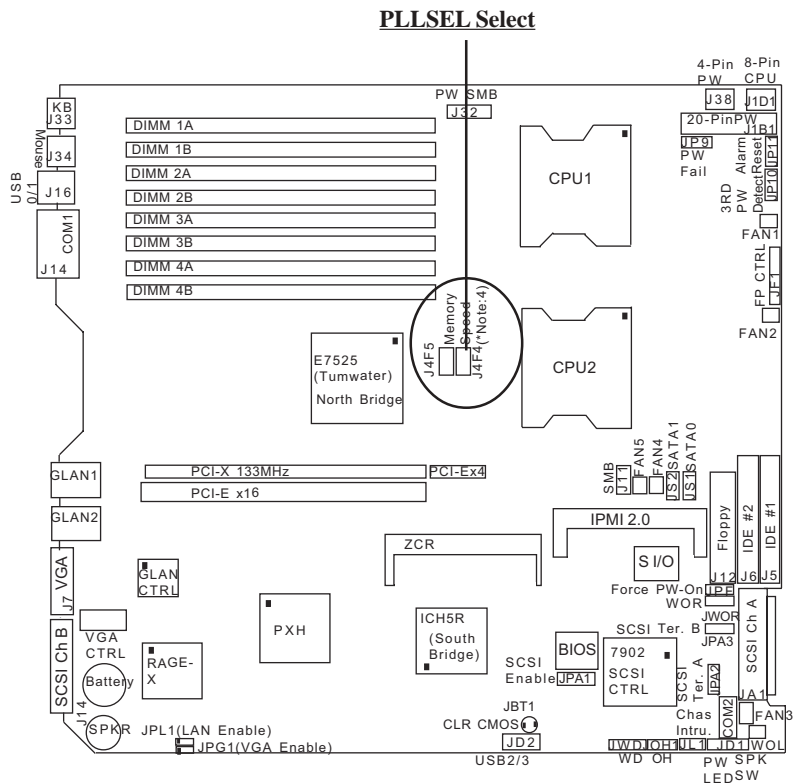 PLLSEL Select
4-Pin
PW
8-Pin
CPU
PW SMB
J32
J38
J1D1
20-PinPW
J1B1
JP9
PW
Fail
Alarm
Reset
JP11
3RD
PW
Detect
JP10
FAN1
FP CTRL
JF1
FAN2
KB
J33
Mouse
J34
USB
0/1
J16
COM1
J14
DIMM 1A
DIMM 1B
DIMM 2A
DIMM 2B
DIMM 3A
DIMM 3B
DIMM 4A
DIMM 4B
CPU1
CPU2
Memory
Speed
(*Note:4)
J4F5
J4F4
E7525
(Tumwater)
North Bridge
PCI-X 133MHz
PCI-Ex4
PCI-E x16
SMB
J11
FAN5
FAN4
SATA1
JS2
SATA0
JS1
GLAN1
GLAN2
IPMI 2.0
Floppy
J12
IDE #2
J6
IDE #1
J5
ZCR
S I/O
VGA
J7
GLAN
CTRL
Force PW-On
JPE
WOR
JWOR
SCSI Ter. B
JPA3
PXH
ICH5R
(South
Bridge)
BIOS
7902
SCSI
CTRL
SCSI Ch A
JA1
SCSI Ch B
J14
VGA
CTRL
RAGE-
X
Battery
SPKR
SCSI
Enable
JPA1
SCSI
Ter. A
JPA2
JBT1
CLR CMOS
Chas
Intru.
COM2
FAN3
JPL1(LAN Enable)
JPG1(VGA Enable)
JD2
USB2/3
JWD
JOH1
JL1
JD1
WOL
WD
OH
PW
LED
SPK
SW